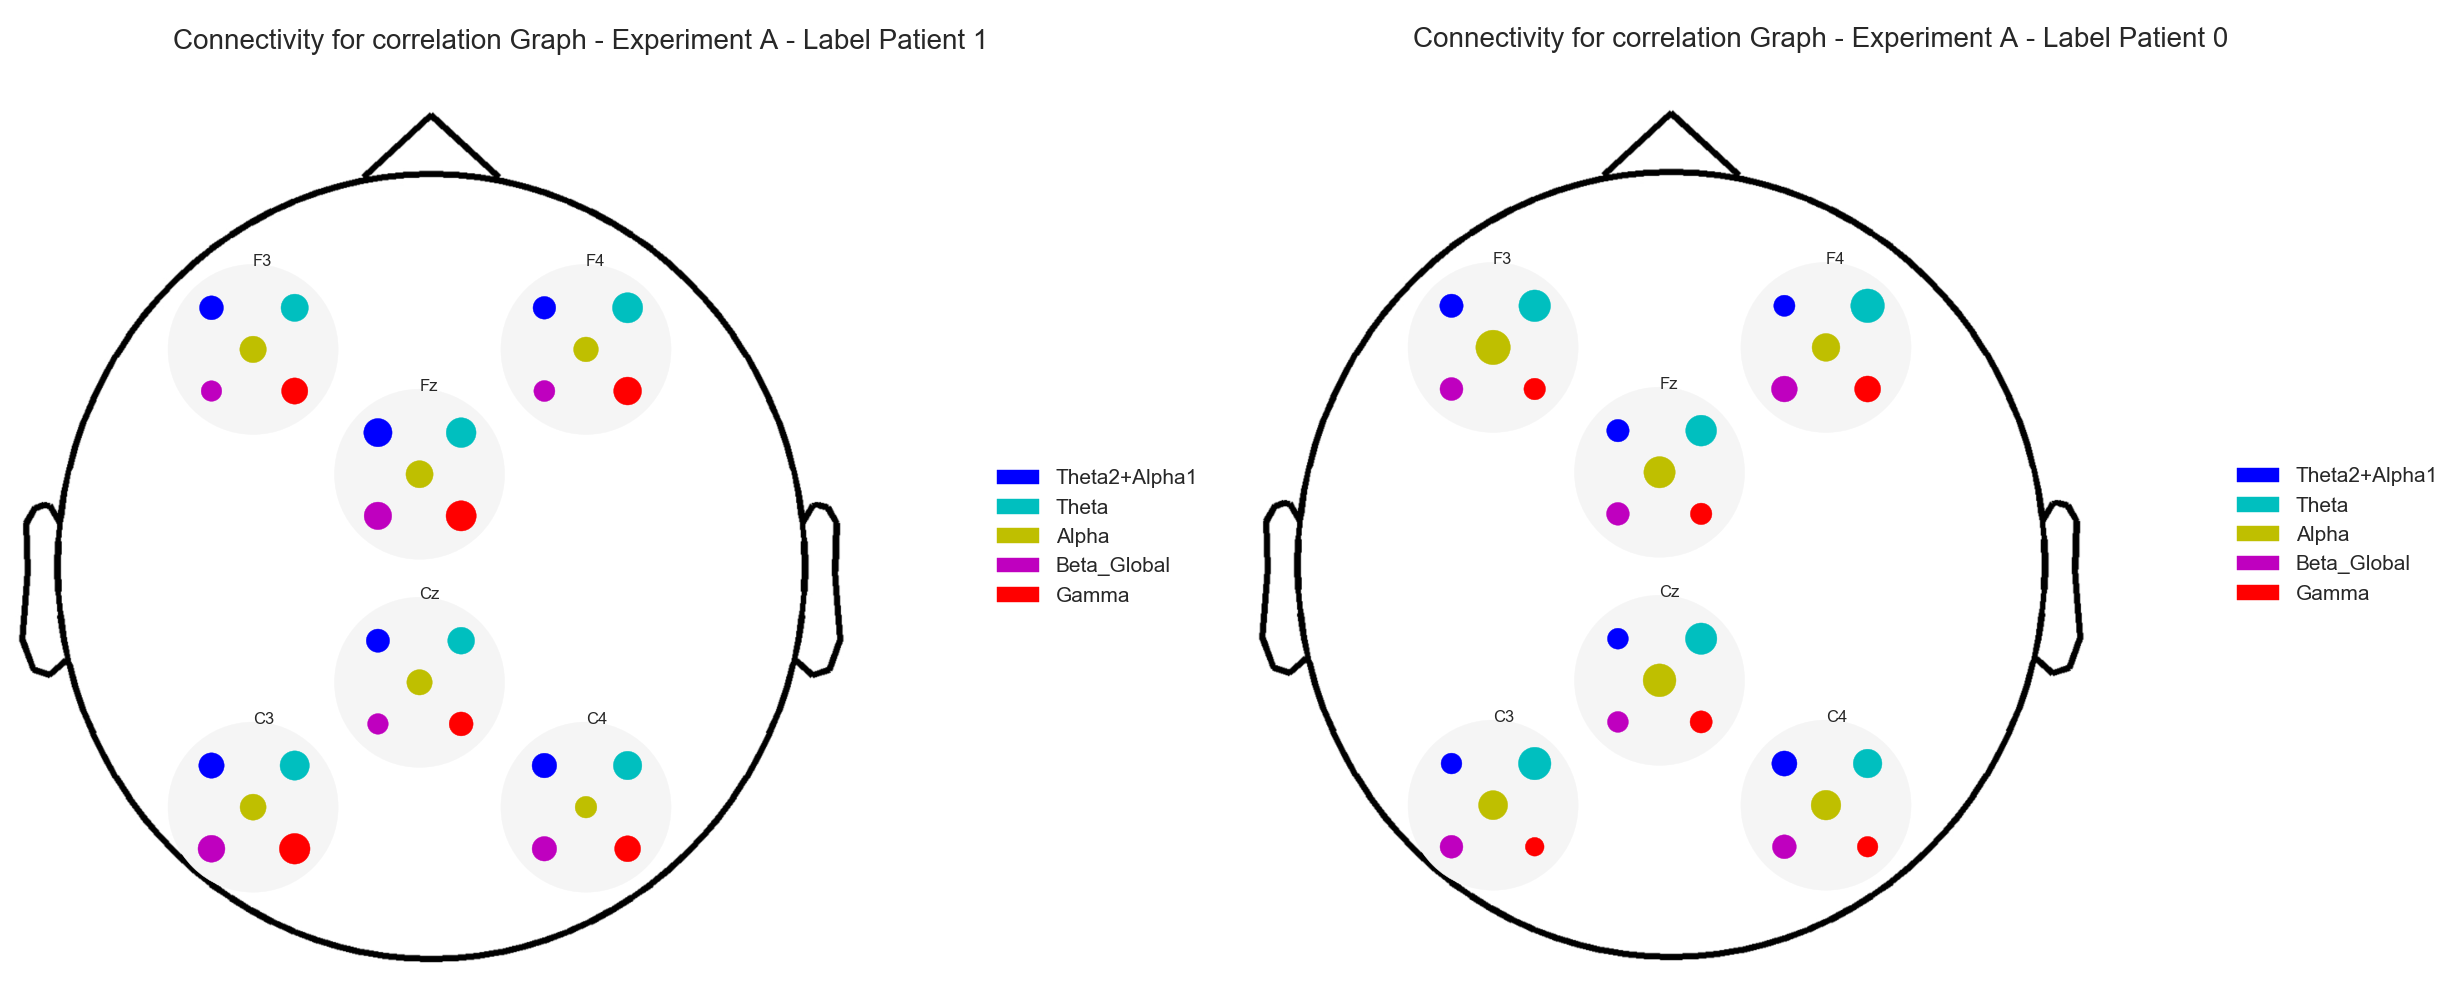 Connectivity for correlation Graph - Experiment A - Label Patient 1
F3
F4
Fz
Cz
C3
C4
Theta2+Alpha1
Theta
Alpha
Beta_Global
Gamma
Connectivity for correlation Graph - Experiment A - Label Patient 0
F3
F4
Fz
Cz
C3
C4
Theta2+Alpha1
Theta
Alpha
Beta_Global
Gamma